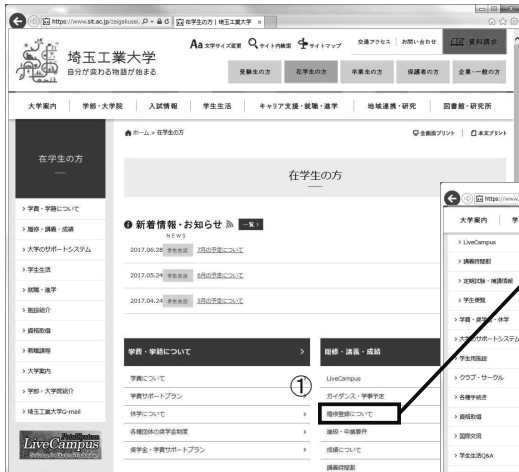 https://www.sit.ac.jp/zaigakusei.
在学生の方 | 埼玉工業大学
埼玉工業大学
自分が変わる物語が始まる
Aa 文字サイズ変更
サイト内検索
サイトマップ
交通アクセス
お問い合わせ
資料請求
受験生の方
在学生の方
卒業生の方
保護者の方
企業・一般の方
大学案内
学部・大学院
入試情報
学生生活
キャリア支援・就職・進学
地域連携・研究
図書館・研究所
在学生の方
ホーム > 在学生の方
全画面プリント
本文プリント
在学生の方
> 学費・学籍について
> 履修・講義・成績
> 大学のサポートシステム
> 学生生活
> 就職・進学
> 施設紹介
> 資格取得
> 教職課程
> 大学案内
> 学部・大学院紹介
> 埼玉工業大学G-mail
LiveCampus
新着情報・お知らせ
一覧 >
NEWS
2017.06.28 学生生活 7月の予定について
2017.05.24 学生生活 6月の予定について
2017.04.24 学生生活 5月の予定について
学費・学籍について >
学費について
学費サポートプラン >
休学について >
各種団体の奨学金制度 >
奨学金・学費サポートプラン >
①
履修・講義・成績
LiveCampus
ガイダンス・学事予定
履修登録について
進級・卒業要件
成績について
講義時間割
https://www.
大学案内
学
> LiveCampus
> 講義時間割
> 定期試験・補講情報
> 学生便覧
> 学費・奨学金・休学
> 大学のサポートシステム
> 学生用施設
> クラブ・サークル
> 各種手続き
> 資格取得
> 国際交流
> 学生生活Q&A